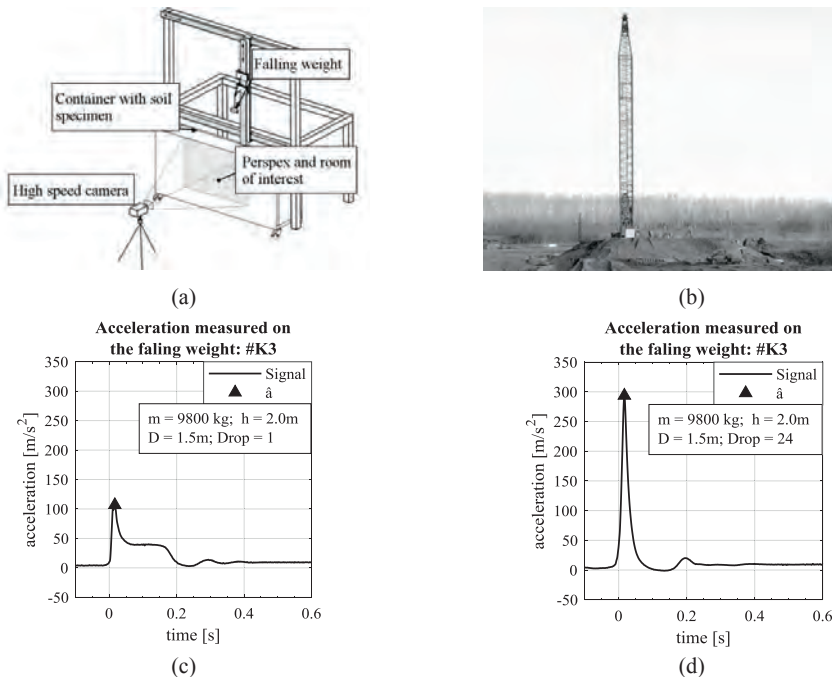 Falling weight
Container with soil
specimen
Perspex and room
of interest
High speed camera
(a)
(b)
Acceleration measured on
the faling weight: #K3
350
300
250
200
150
100
50
0
-50
acceleration [m/s²]
Signal
â
m = 9800 kg; h = 2.0m
D = 1.5m; Drop = 1
0
0.2
0.4
0.6
time [s]
(c)
Acceleration measured on
the faling weight: #K3
350
300
250
200
150
100
50
0
-50
acceleration [m/s²]
Signal
â
m = 9800 kg; h = 2.0m
D = 1.5m; Drop = 24
0
0.2
0.4
0.6
time [s]
(d)